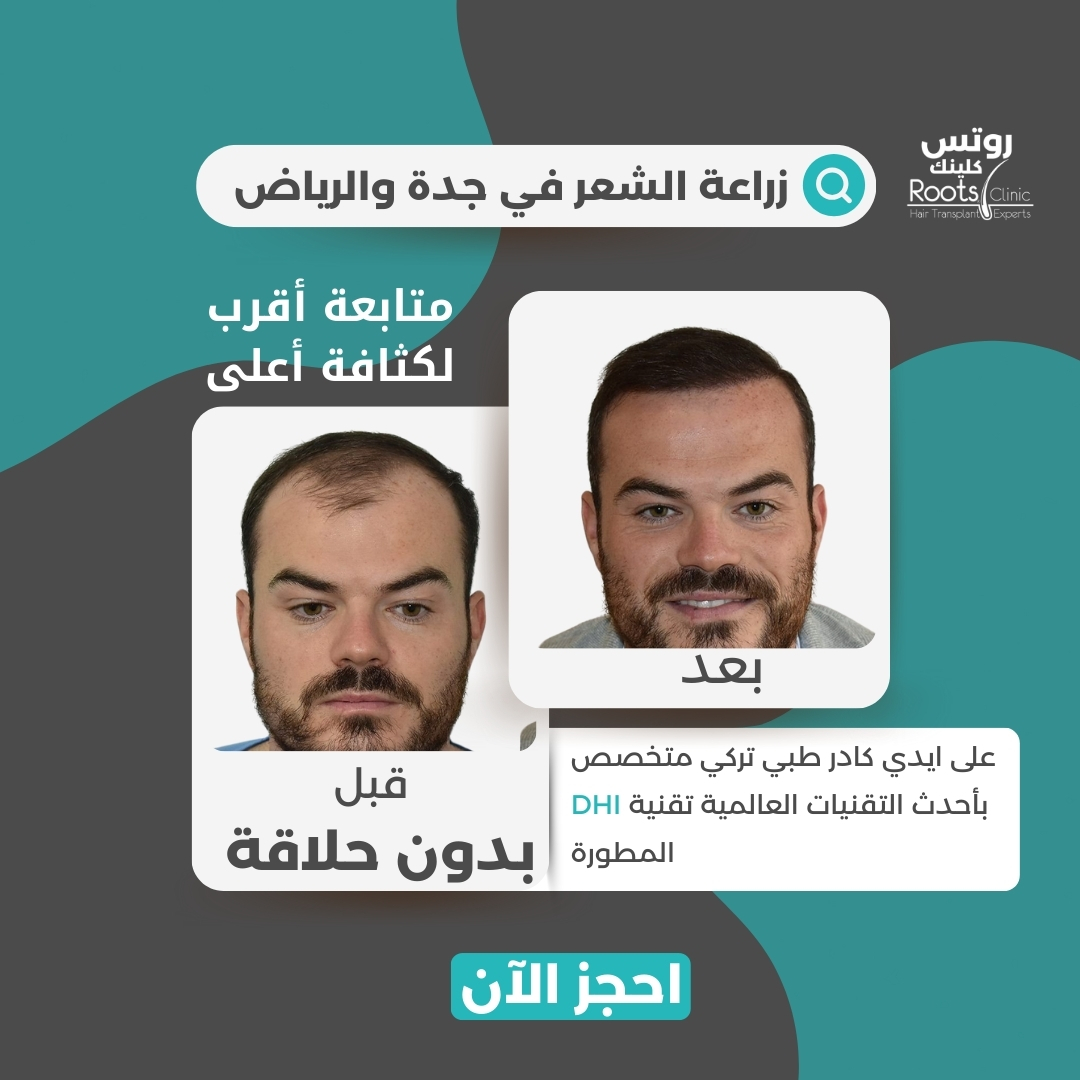 روتس
كلينك
Roots Clinic
Hair Transplant Experts
زراعة الشعر في جدة والرياض
متابعة أقرب
لكثافة أعلى
بعد
قبل
بدون حلاقة
على ايدي كادر طبي تركي متخصص
بأحدث التقنيات العالمية تقنية DHI
المطورة
احجز الآن